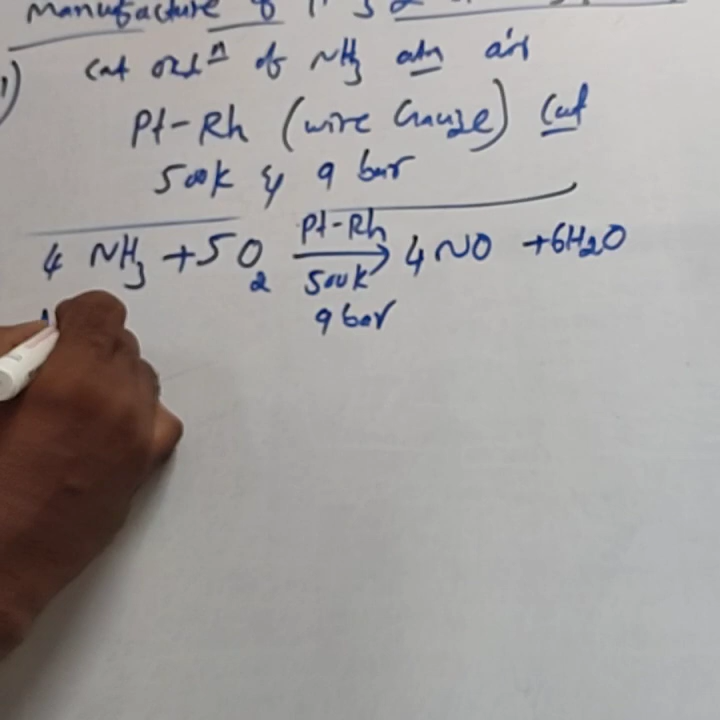 Manufacture of
1)
Cat oxdⁿ of NH3 atm air
Pt-Rh (wire Gauze) Cat
500k & 9 bar
4 NH3 + 5 O2 Pt-Rh 4 NO + 6H2O
500k
9 bar